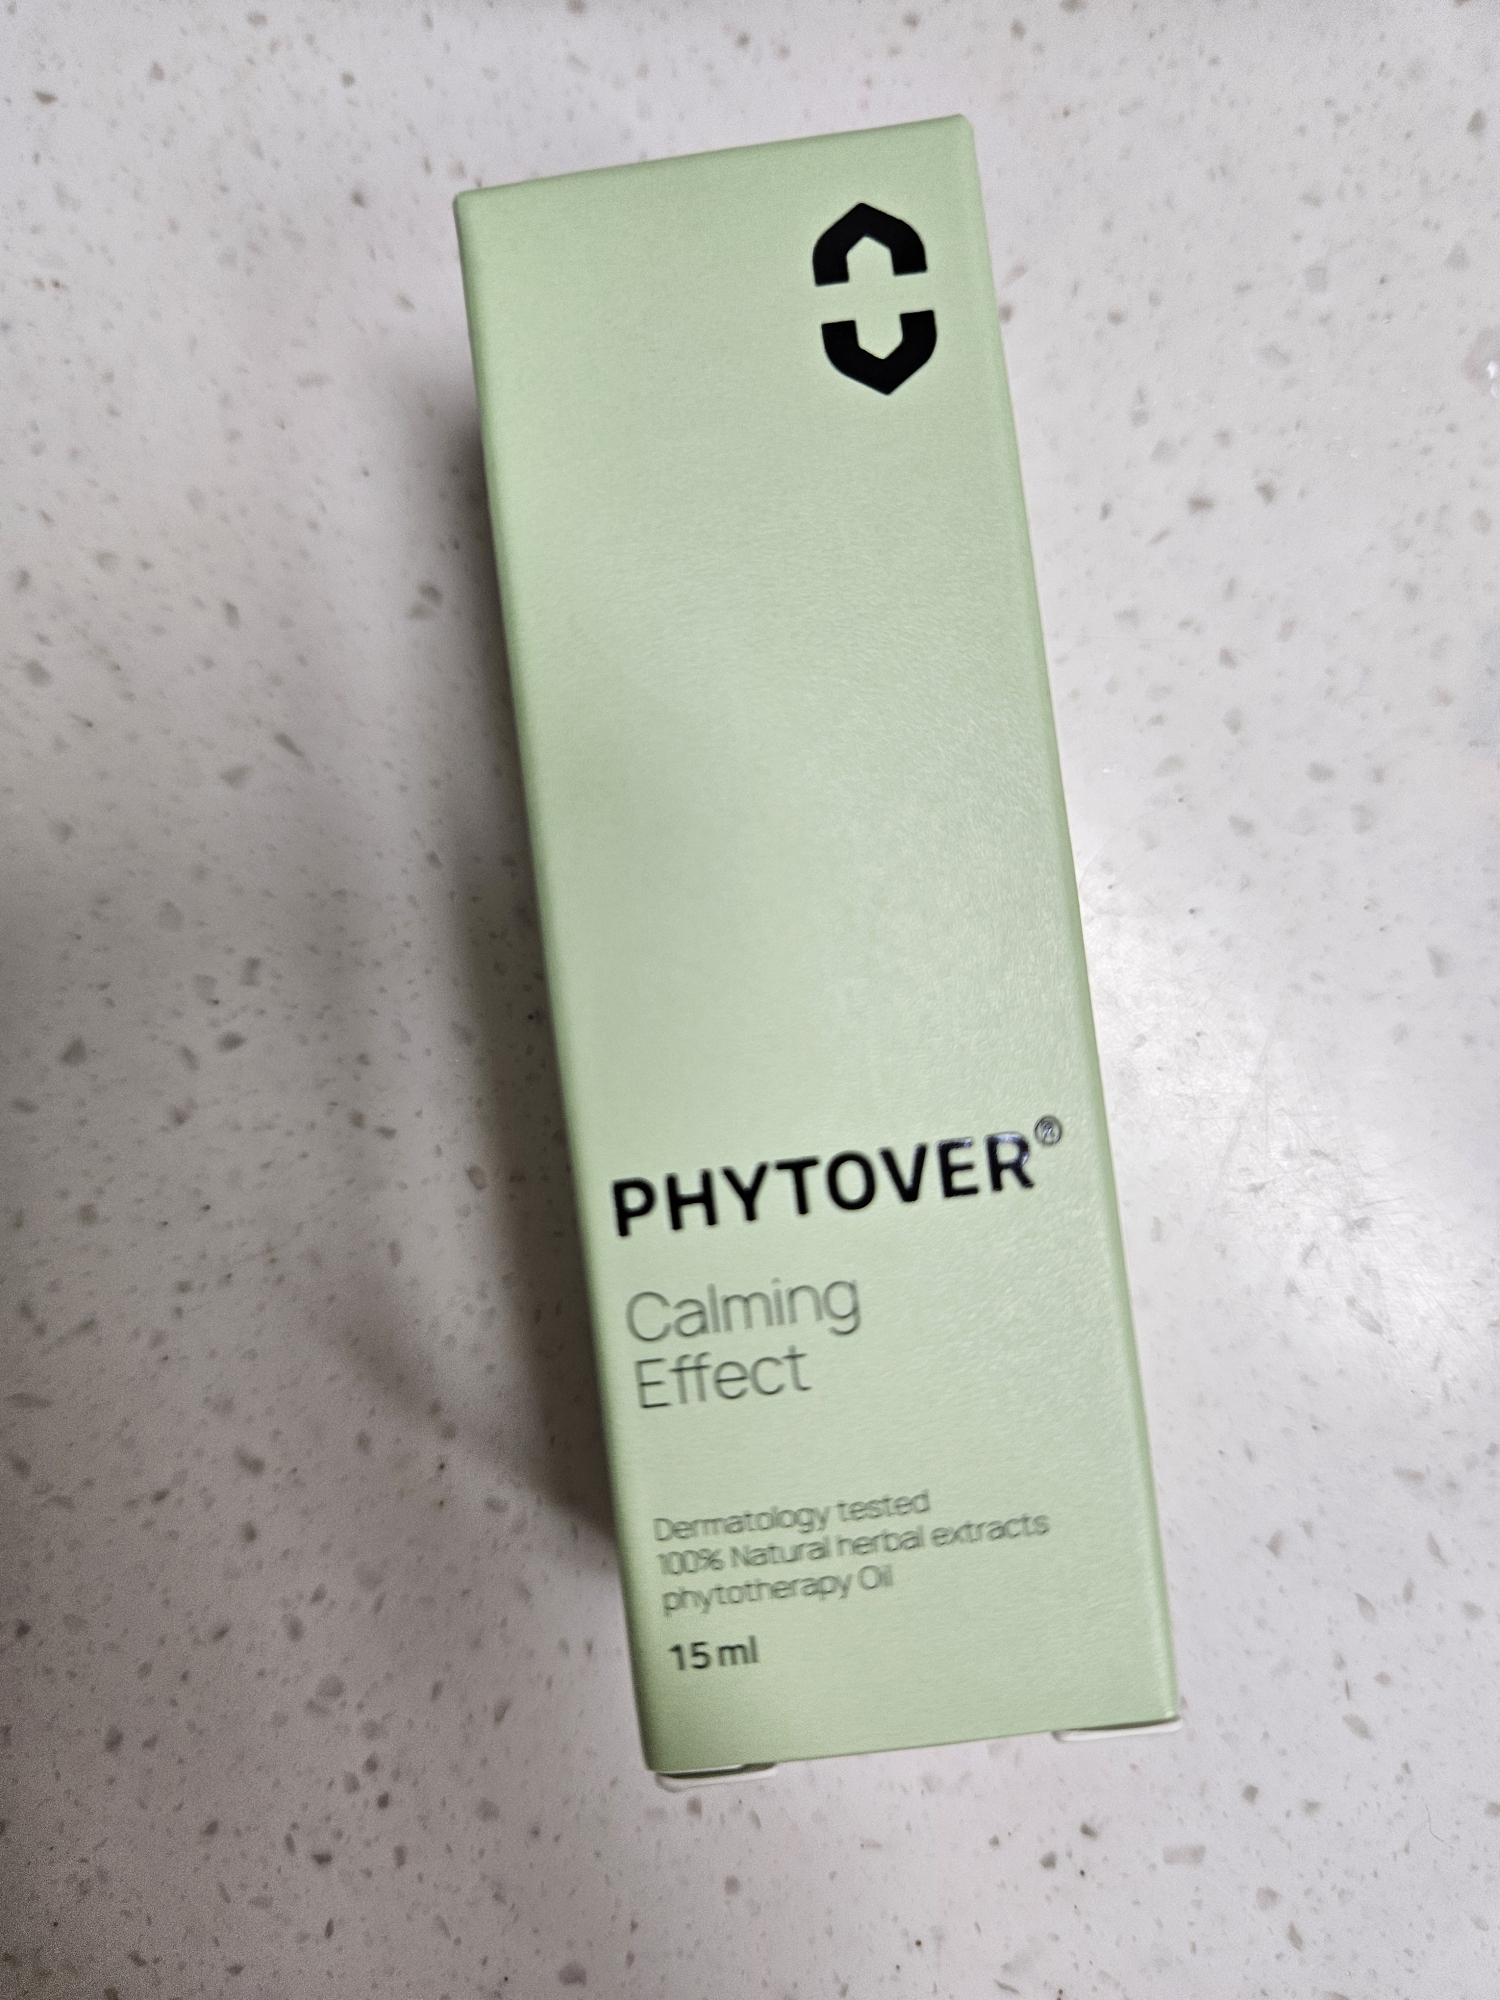 PHYTOVER®
Calming
Effect
Dermatology tested
100% Natural herbal extracts
phytotherapy Oil
15 ml